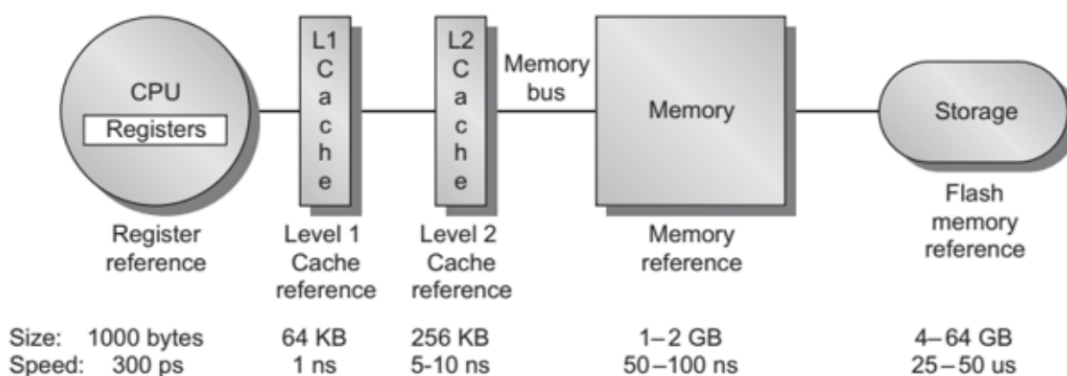 CPU
Registers
L1
C
a
c
h
e
L2
C
a
c
h
e
Memory
bus
Memory
Storage
Register
reference
Level 1
Cache
reference
Level 2
Cache
reference
Memory
reference
Flash
memory
reference
Size: 1000 bytes 64 KB 256 KB 1–2 GB 4–64 GB
Speed: 300 ps 1 ns 5-10 ns 50–100 ns 25–50 us